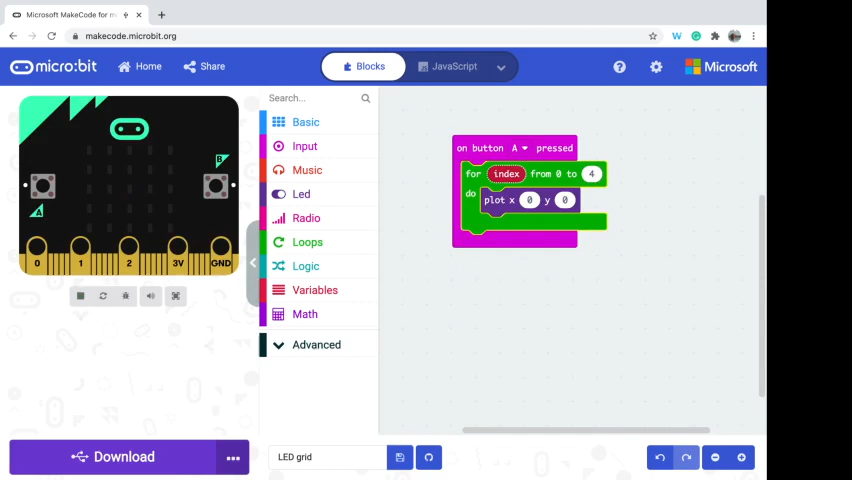 Microsoft MakeCode for m
makecode.microbit.org
micro:bit
Home
Share
Blocks
JavaScript
Microsoft
Search...
Basic
Input
Music
Led
Radio
Loops
Logic
Variables
Math
Advanced
A
B
0 1 2 3V GND
on button A pressed
for index from 0 to 4
do
plot x 0 y 0
Download
LED grid